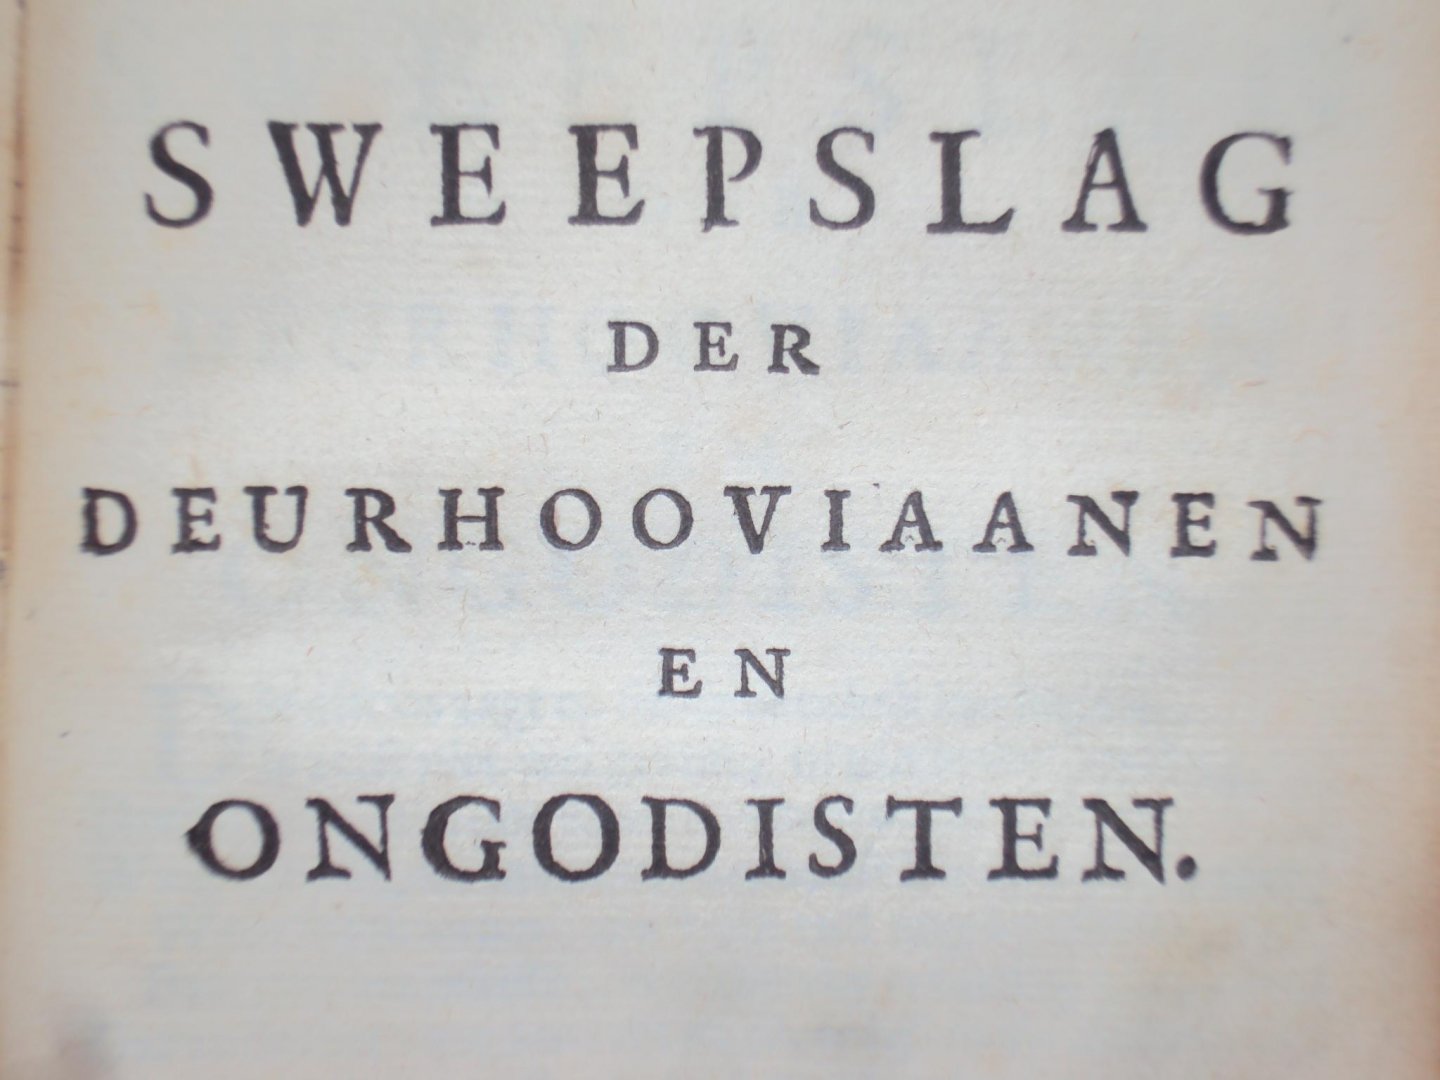 SWEEPSLAG
DER
DEURHOOVIAANEN
EN
ONGODISTEN.